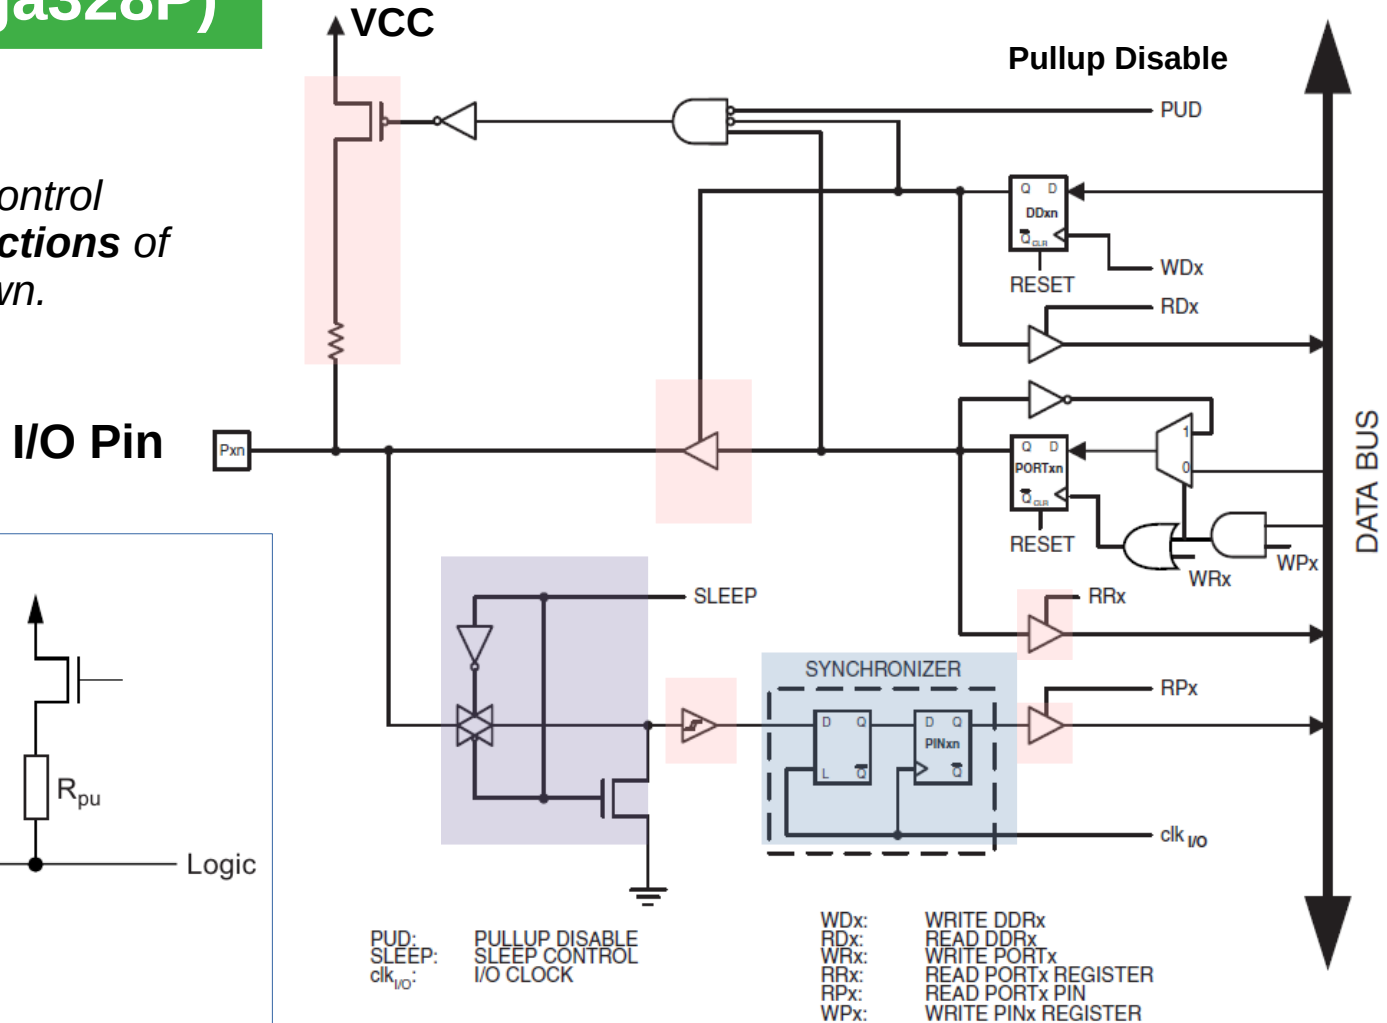 ga328P)
VCC
Pullup Disable
PUD
ontrol
ctions of
wn.
Q D
DDxn
Q CLR
WDx
RESET
RDx
I/O Pin
Pxn
1
0
Q D
PORTxn
Q CLR
RESET
WRx
WPx
DATA BUS
SLEEP
RRx
SYNCHRONIZER
RPx
D Q
L Q
D Q
PINxn
Q
clk I/O
Rpu
Logic
PUD: PULLUP DISABLE
SLEEP: SLEEP CONTROL
clkI/O: I/O CLOCK
WDx: WRITE DDRx
RDx: READ DDRx
WRx: WRITE PORTx
RRx: READ PORTx REGISTER
RPx: READ PORTx PIN
WPx: WRITE PINx REGISTER